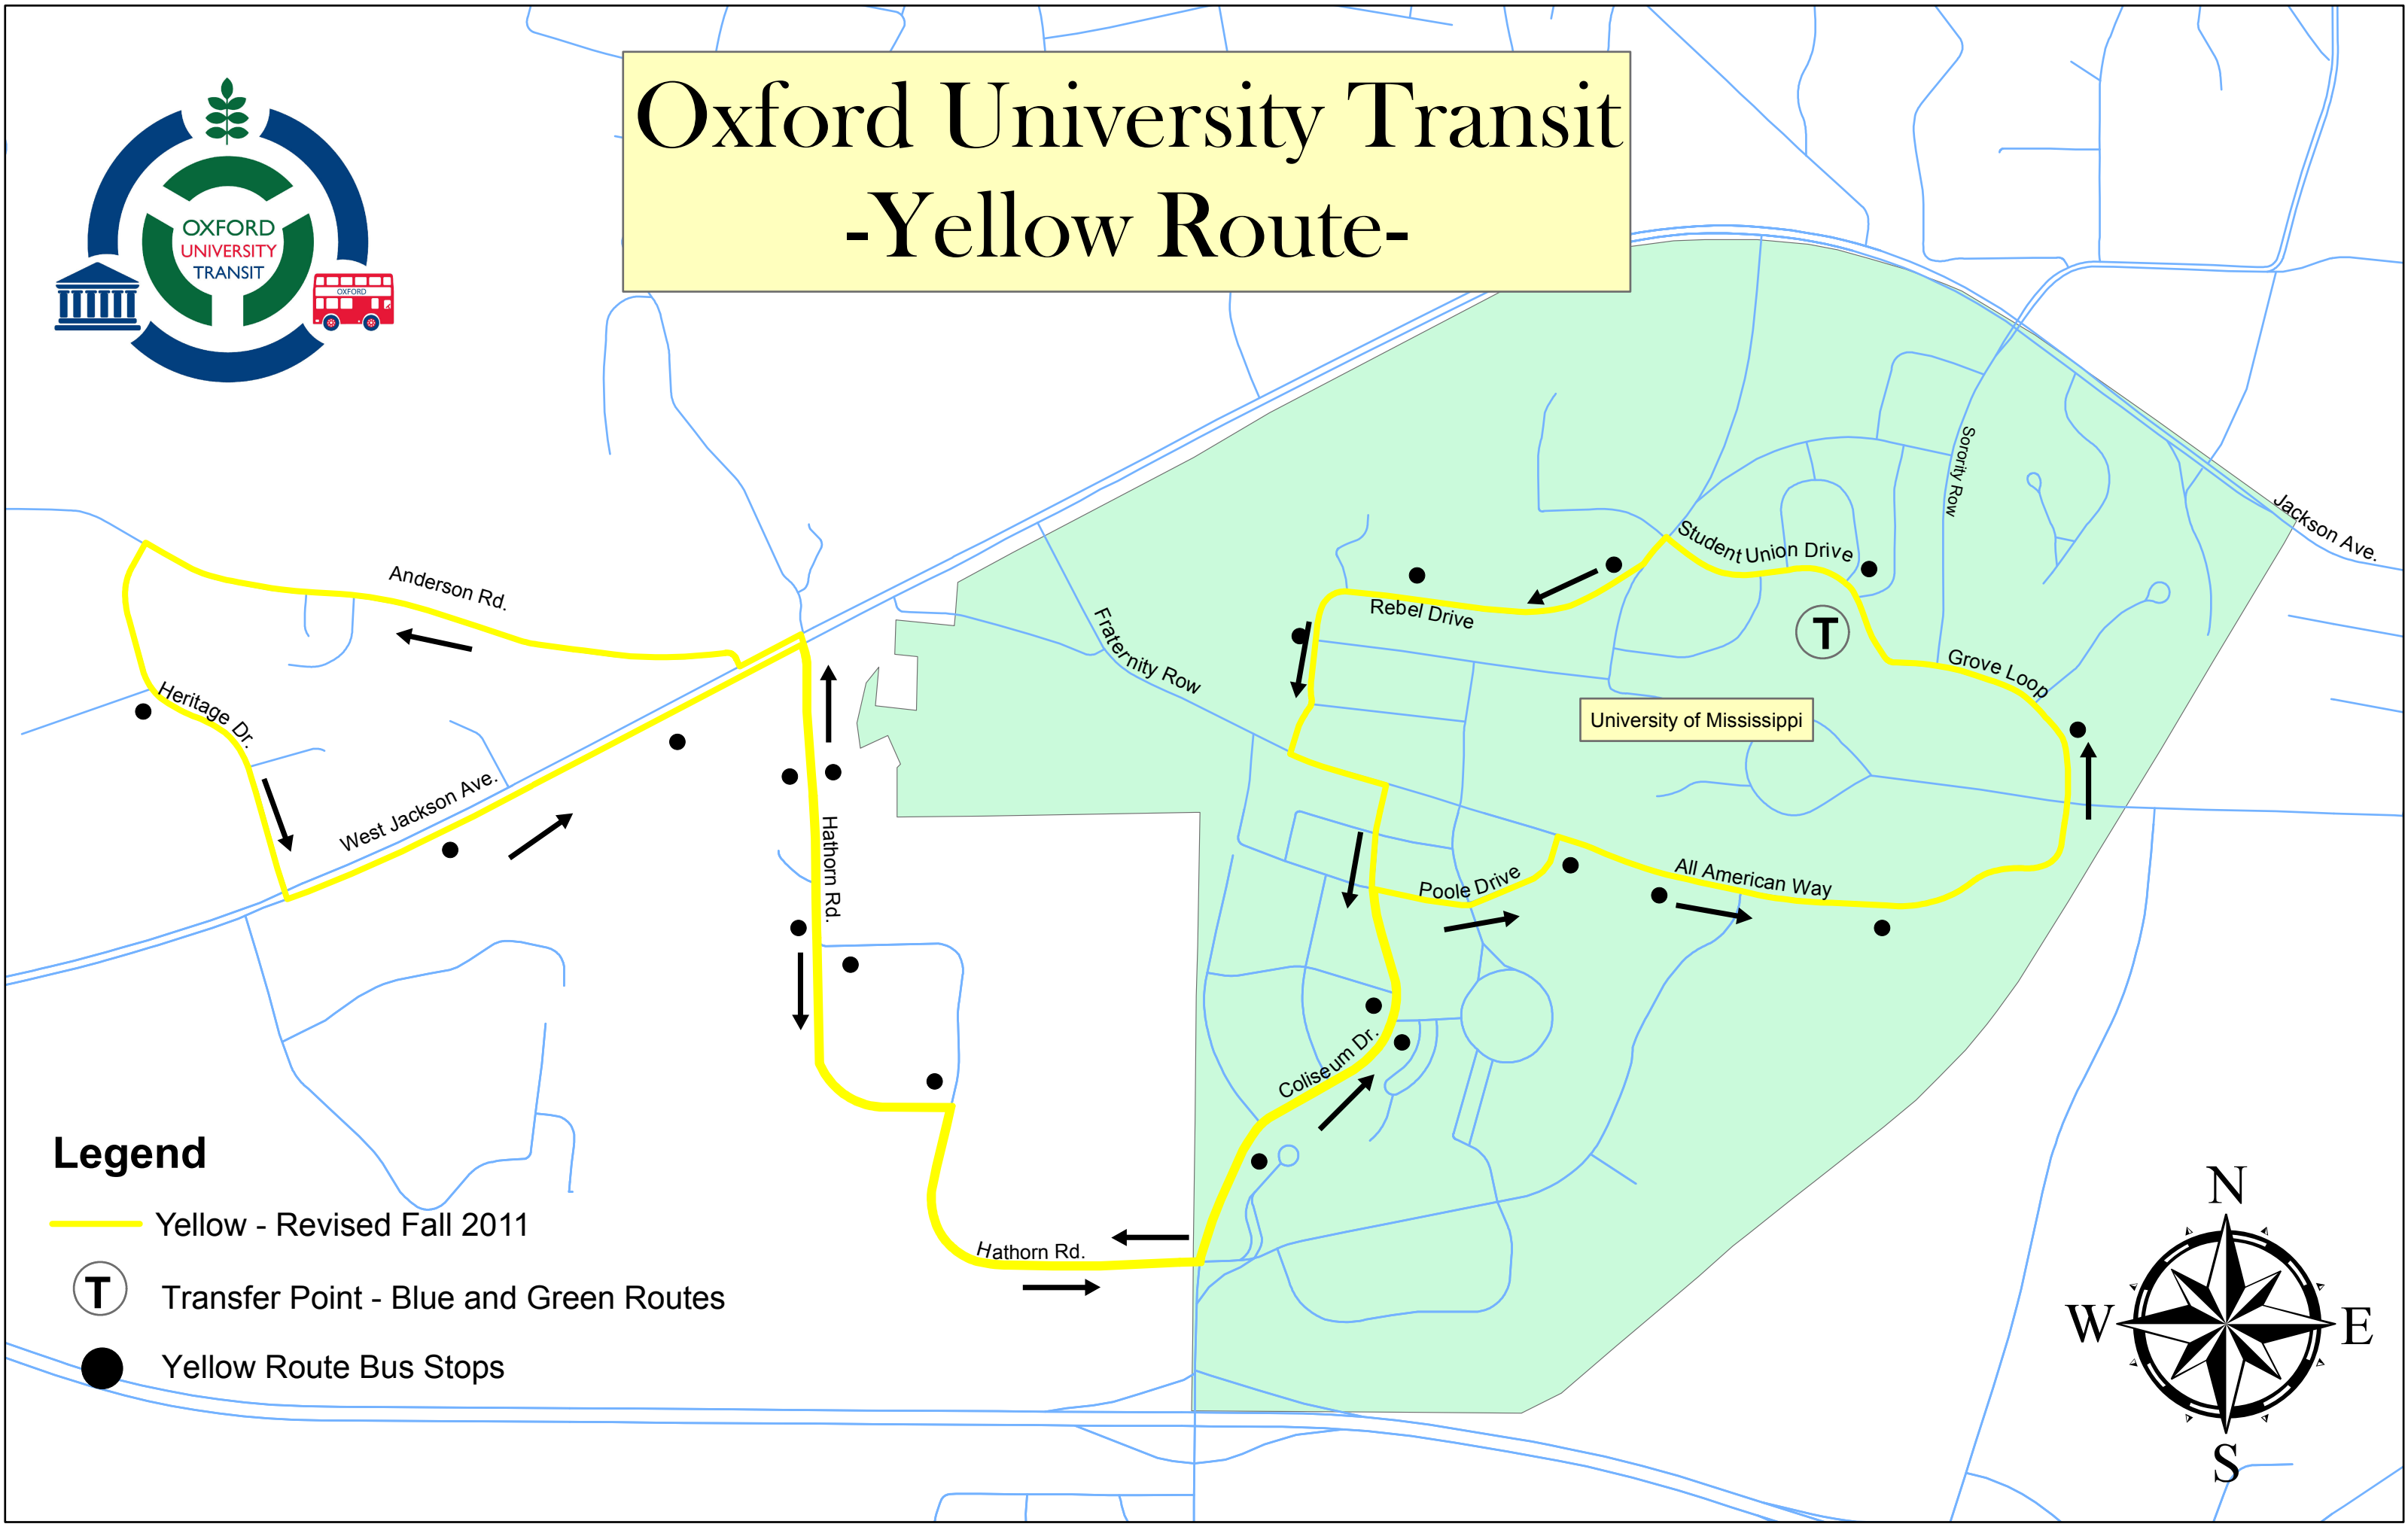 Oxford University Transit
-Yellow Route-
OXFORD
UNIVERSITY
TRANSIT
OXFORD
Jackson Ave.
Sorority Row
Student Union Drive
Anderson Rd.
Rebel Drive
Fraternity Row
T
Grove Loop
Heritage Dr.
University of Mississippi
West Jackson Ave.
Hathorn Rd.
Poole Drive
All American Way
Coliseum Dr.
Hathorn Rd.
Legend
Yellow - Revised Fall 2011
T Transfer Point - Blue and Green Routes
Yellow Route Bus Stops
N
W E
S